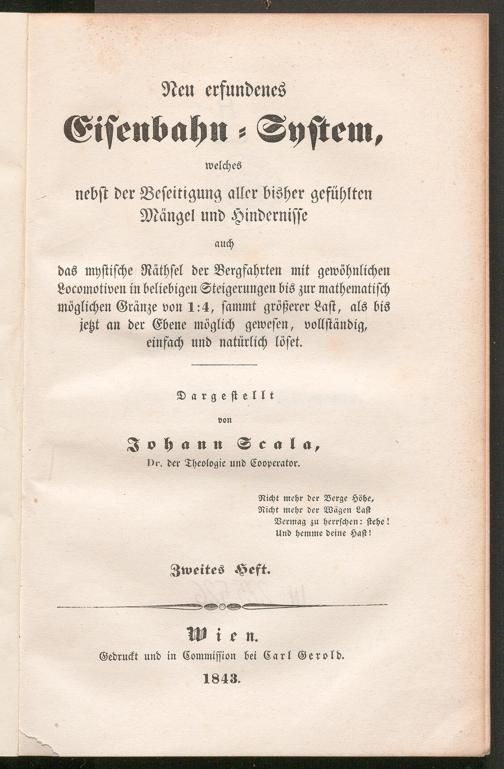 Neu erfundenes
Eisenbahn-System,
welches
nebst der Beseitigung aller bisher gefühlten
Mängel und Hindernisse
auch
das mystische Räthsel der Bergfahrten mit gewöhnlichen
Locomotiven in beliebigen Steigerungen bis zur mathematisch
möglichen Gränze von 1:4, sammt größerer Last, als bis
jetzt an der Ebene möglich gewesen, vollständig,
einfach und natürlich löset.
Dargestellt
von
Johann Scala,
Dr. der Theologie und Cooperator.
Nicht mehr der Berge Höhe,
Nicht mehr der Wägen Last
Vermag zu herrschen: stehe!
Und hemme deine Hast!
Zweites Heft.
Wien.
Gedruckt und in Commission bei Carl Gerold.
1843.